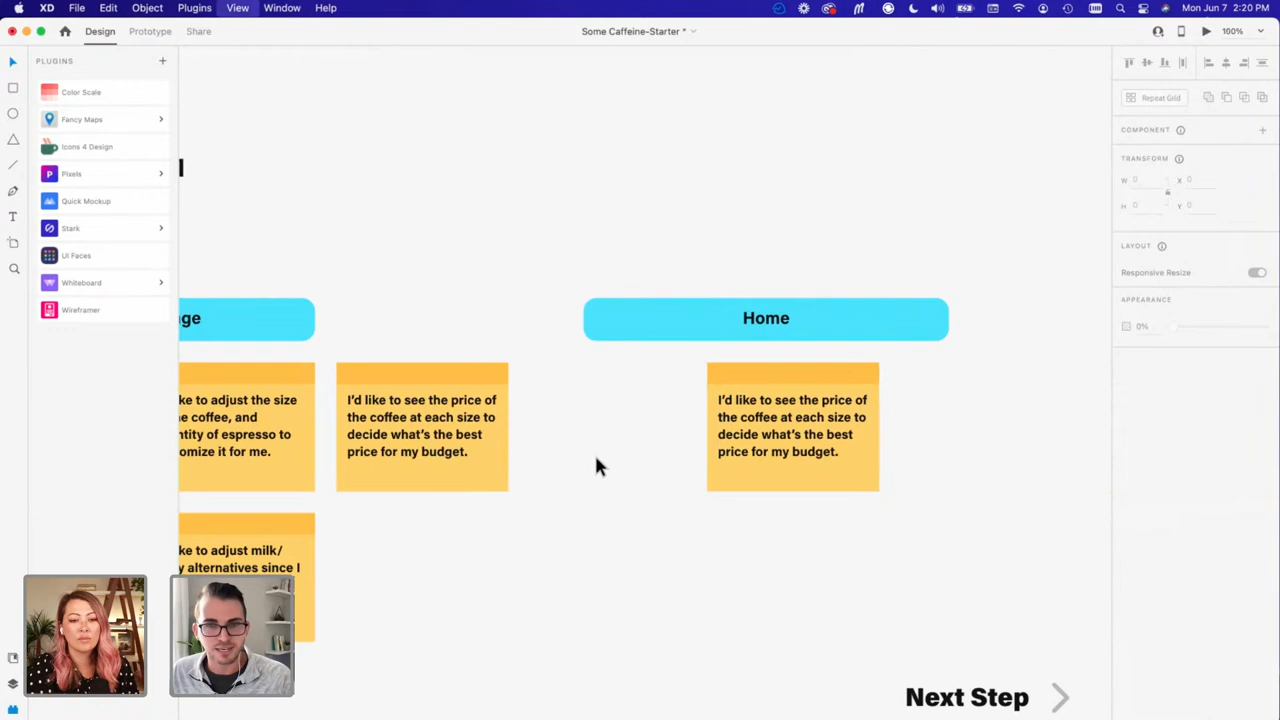 XD File Edit Object Plugins View Window Help
Mon Jun 7 2:20 PM
Design Prototype Share
Some Caffeine-Starter *
100%
PLUGINS
Color Scale
Fancy Maps
Icons 4 Design
Pixels
Quick Mockup
Stark
UI Faces
Whiteboard
Wireframer
ge
Home
ke to adjust the size
e coffee, and
ntity of espresso to
omize it for me.
I'd like to see the price of
the coffee at each size to
decide what's the best
price for my budget.
I'd like to see the price of
the coffee at each size to
decide what's the best
price for my budget.
ke to adjust milk/
y alternatives since I
Next Step
Repeat Grid
COMPONENT
TRANSFORM
W 0 X 0
H 0 Y 0
LAYOUT
Responsive Resize
APPEARANCE
0%